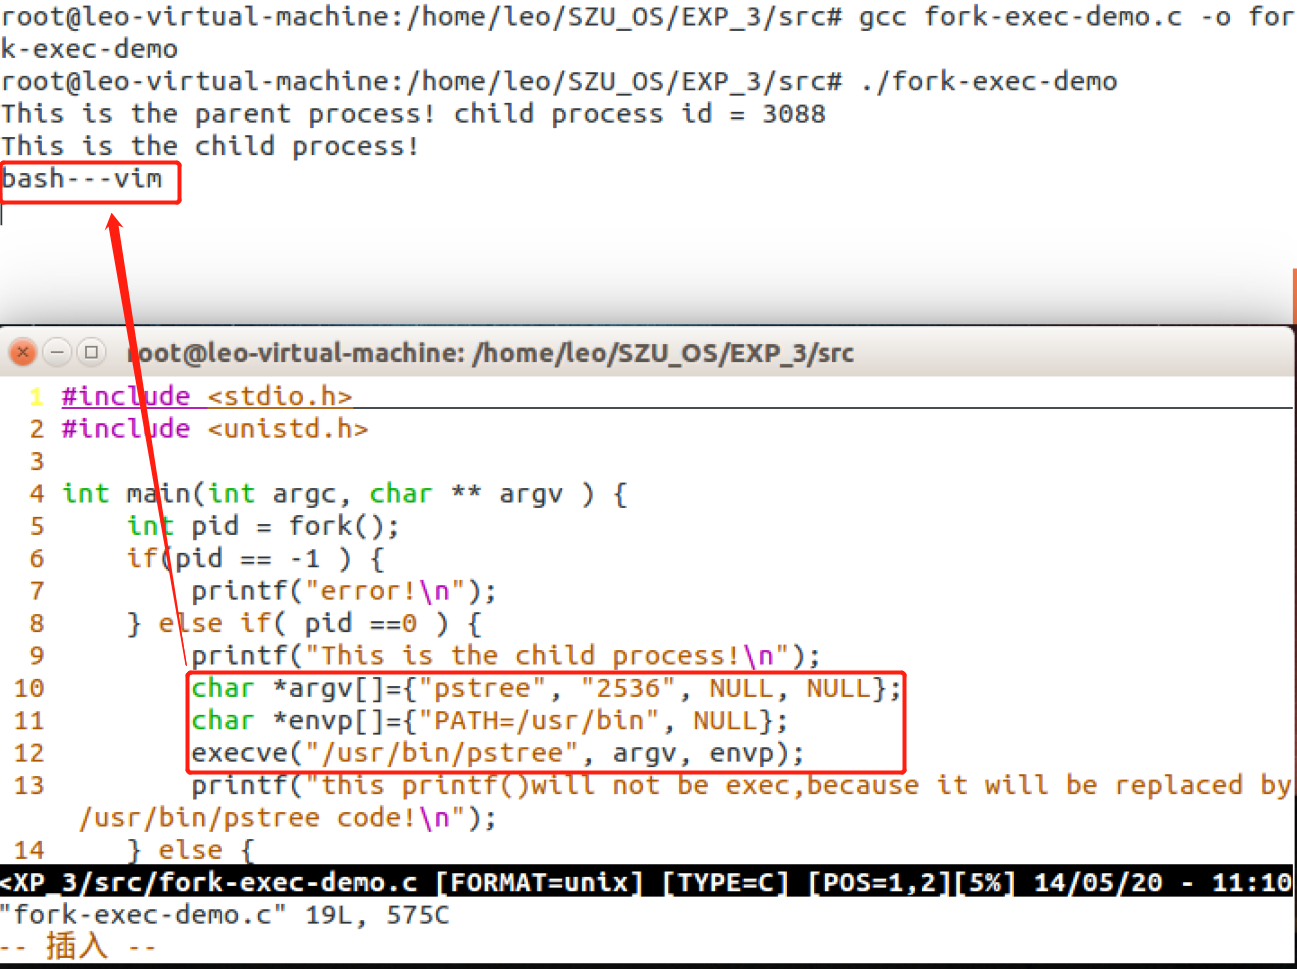 root@leo-virtual-machine:/home/leo/SZU_OS/EXP_3/src# gcc fork-exec-demo.c -o for
k-exec-demo
root@leo-virtual-machine:/home/leo/SZU_OS/EXP_3/src# ./fork-exec-demo
This is the parent process! child process id = 3088
This is the child process!
bash---vim
root@leo-virtual-machine: /home/leo/SZU_OS/EXP_3/src
1 #include <stdio.h>
2 #include <unistd.h>
3
4 int main(int argc, char ** argv ) {
5     int pid = fork();
6     if(pid == -1 ) {
7         printf("error!\n");
8     } else if( pid ==0 ) {
9         printf("This is the child process!\n");
10         char *argv[]={"pstree", "2536", NULL, NULL};
11         char *envp[]={"PATH=/usr/bin", NULL};
12         execve("/usr/bin/pstree", argv, envp);
13         printf("this printf()will not be exec,because it will be replaced by
/usr/bin/pstree code!\n");
14     } else {
<XP_3/src/fork-exec-demo.c [FORMAT=unix] [TYPE=C] [POS=1,2][5%] 14/05/20 - 11:10
"fork-exec-demo.c" 19L, 575C
-- 插入 --